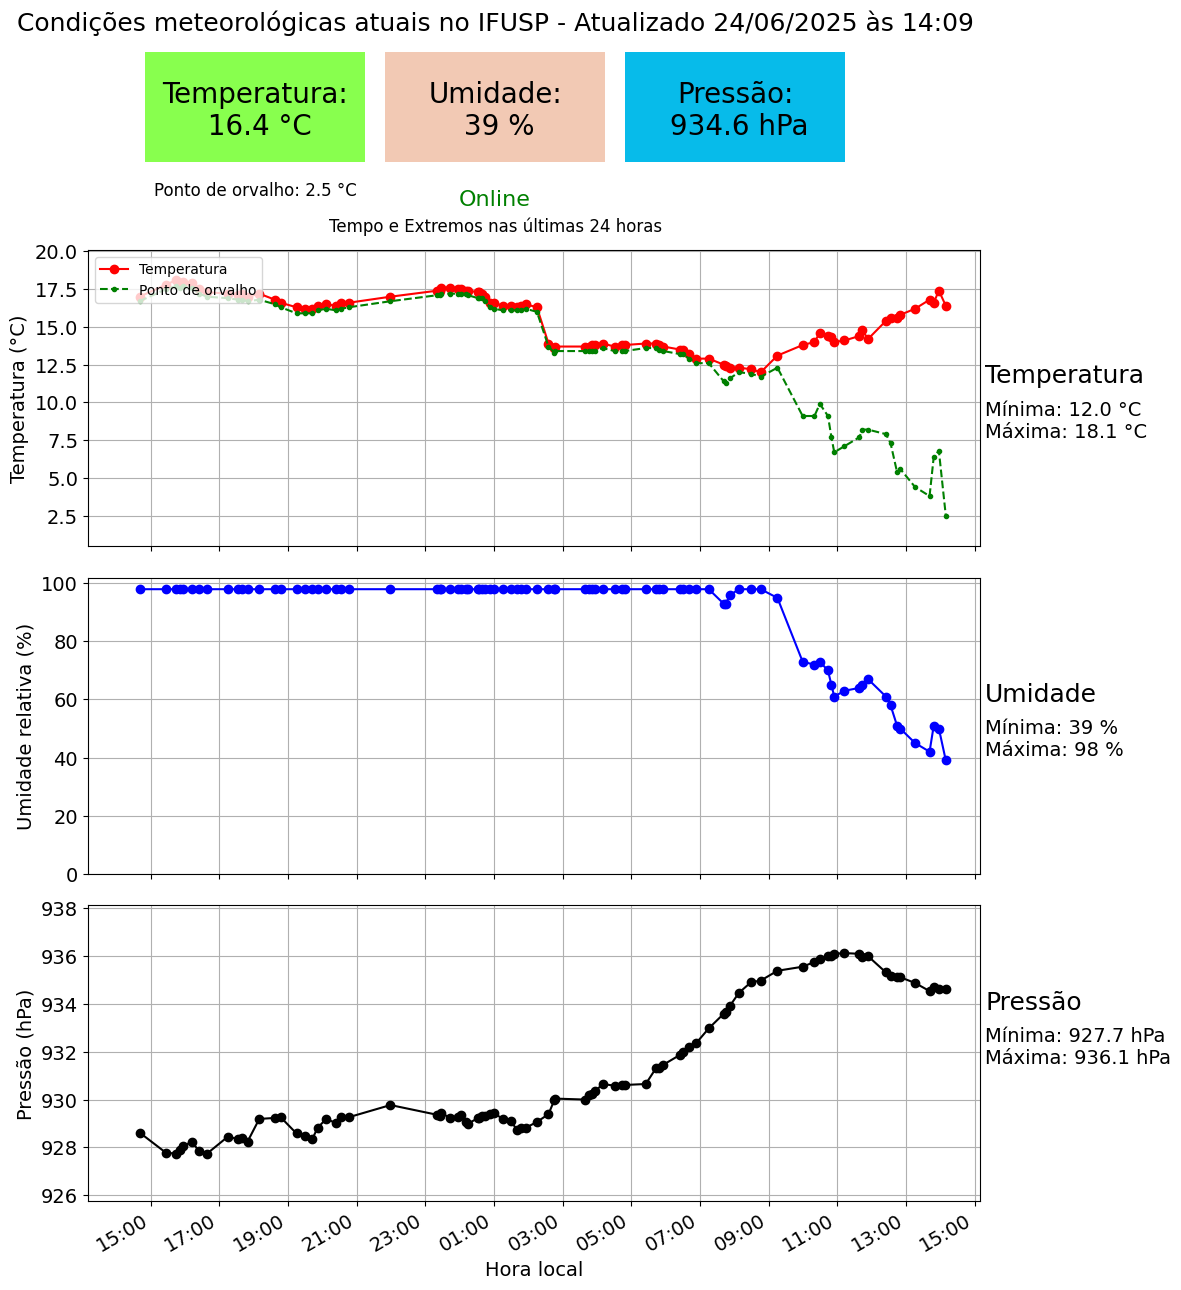 Condições meteorológicas atuais no IFUSP - Atualizado 24/06/2025 às 14:09
Temperatura:
16.4 °C
Umidade:
39 %
Pressão:
934.6 hPa
Ponto de orvalho: 2.5 °C
Online
Tempo e Extremos nas últimas 24 horas
Temperatura (°C)
20.0
17.5
15.0
12.5
10.0
7.5
5.0
2.5
Temperatura
Ponto de orvalho
Temperatura
Mínima: 12.0 °C
Máxima: 18.1 °C
Umidade relativa (%)
100
80
60
40
20
0
Umidade
Mínima: 39 %
Máxima: 98 %
Pressão (hPa)
938
936
934
932
930
928
926
Pressão
Mínima: 927.7 hPa
Máxima: 936.1 hPa
15:00 17:00 19:00 21:00 23:00 01:00 03:00 05:00 07:00 09:00 11:00 13:00 15:00
Hora local